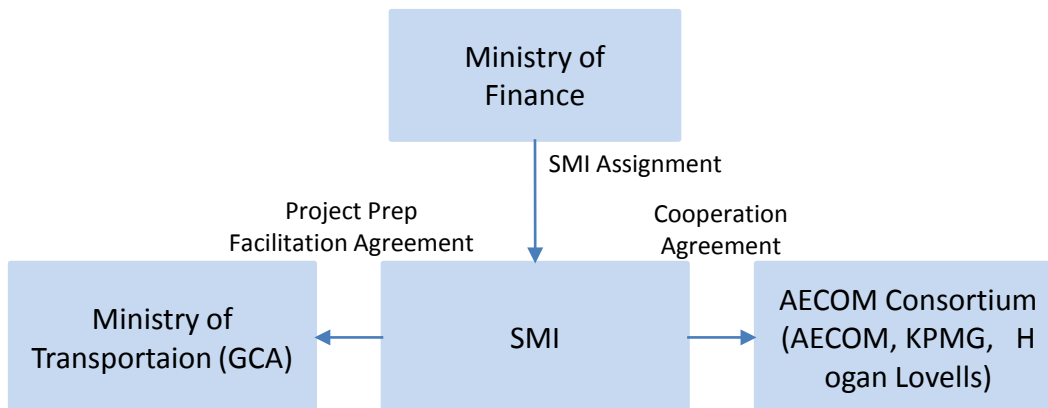 Ministry of
Finance
SMI Assignment
Project Prep
Facilitation Agreement
Cooperation
Agreement
Ministry of
Transportaion (GCA)
SMI
AECOM Consortium
(AECOM, KPMG, H
ogan Lovells)